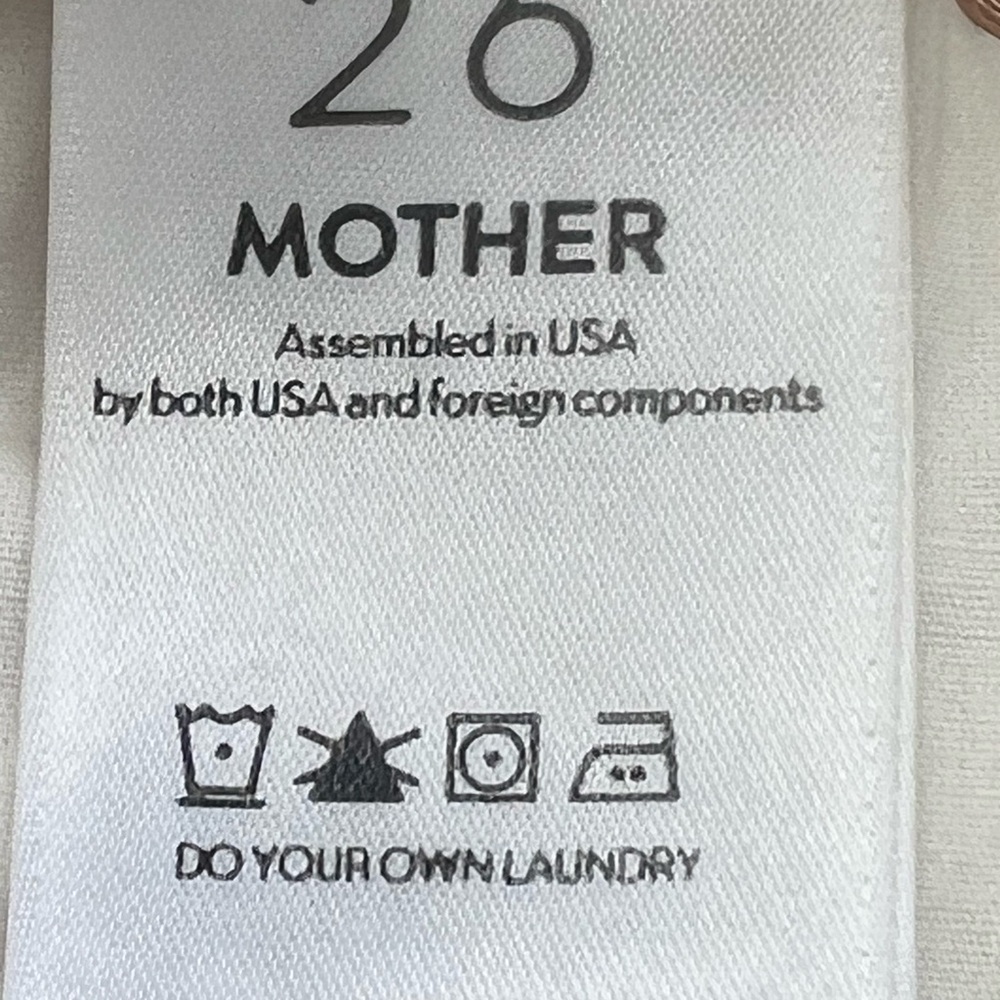 26
MOTHER
Assembled in USA
by both USA and foreign components
DO YOUR OWN LAUNDRY